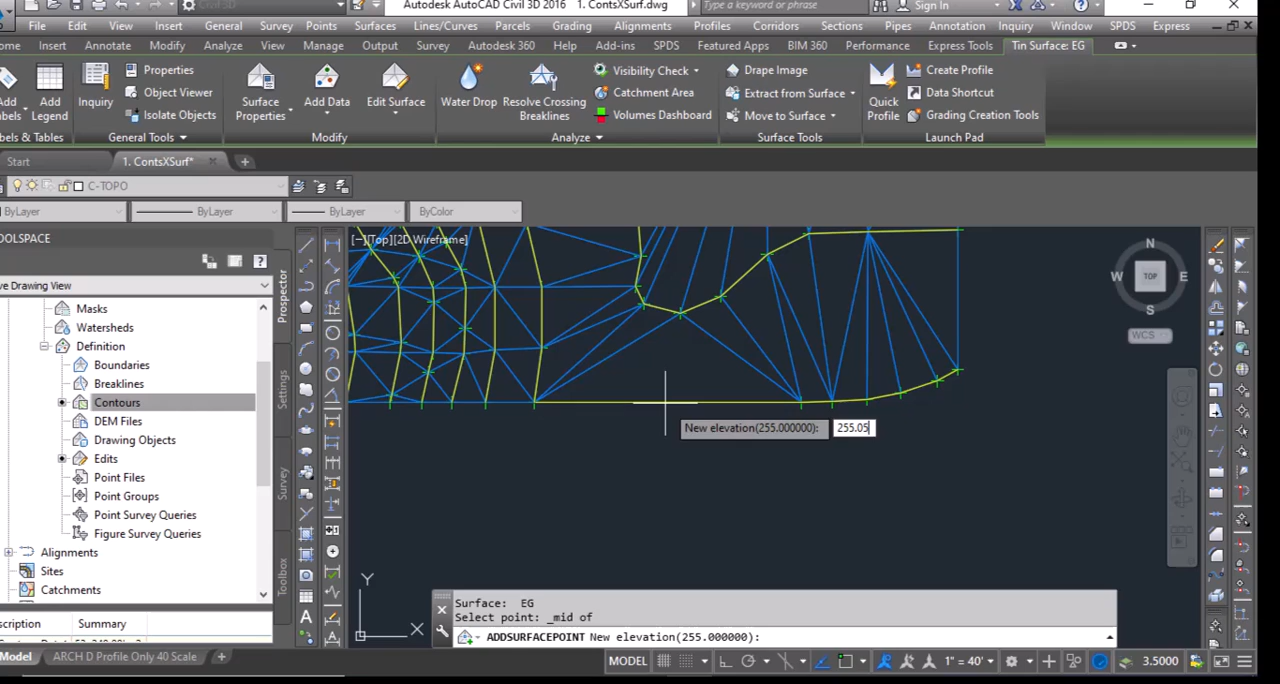 Civil 3D
Autodesk AutoCAD Civil 3D 2016 1. ContsXSurf.dwg
Type a keyword or phrase
Sign In
File Edit View Insert General Survey Points Surfaces Lines/Curves Parcels Grading Alignments Profiles Corridors Sections Pipes Annotation Inquiry Window SPDS Express
ome Insert Annotate Modify Analyze View Manage Output Survey Autodesk 360 Help Add-ins SPDS Featured Apps BIM 360 Performance Express Tools Tin Surface: EG
Add
bels
Add
Legend
bels & Tables
Inquiry
Properties
Object Viewer
Isolate Objects
General Tools
Surface
Properties
Add Data
Edit Surface
Modify
Water Drop
Resolve Crossing
Breaklines
Visibility Check
Catchment Area
Volumes Dashboard
Analyze
Drape Image
Extract from Surface
Move to Surface
Surface Tools
Quick
Profile
Create Profile
Data Shortcut
Grading Creation Tools
Launch Pad
Start
1. ContsXSurf*
C-TOPO
ByLayer
ByLayer
ByLayer
ByColor
OOLSPACE
ve Drawing View
Masks
Watersheds
Definition
Boundaries
Breaklines
Contours
DEM Files
Drawing Objects
Edits
Point Files
Point Groups
Point Survey Queries
Figure Survey Queries
Alignments
Sites
Catchments
scription Summary
Prospector
Settings
Survey
Toolbox
[−][Top][2D Wireframe]
N
W TOP E
S
WCS
New elevation(255.000000): 255.05
Y
X
Surface: EG
Select point: _mid of
ADDSURFACEPOINT New elevation(255.000000):
Model ARCH D Profile Only 40 Scale
MODEL
1" = 40'
3.5000